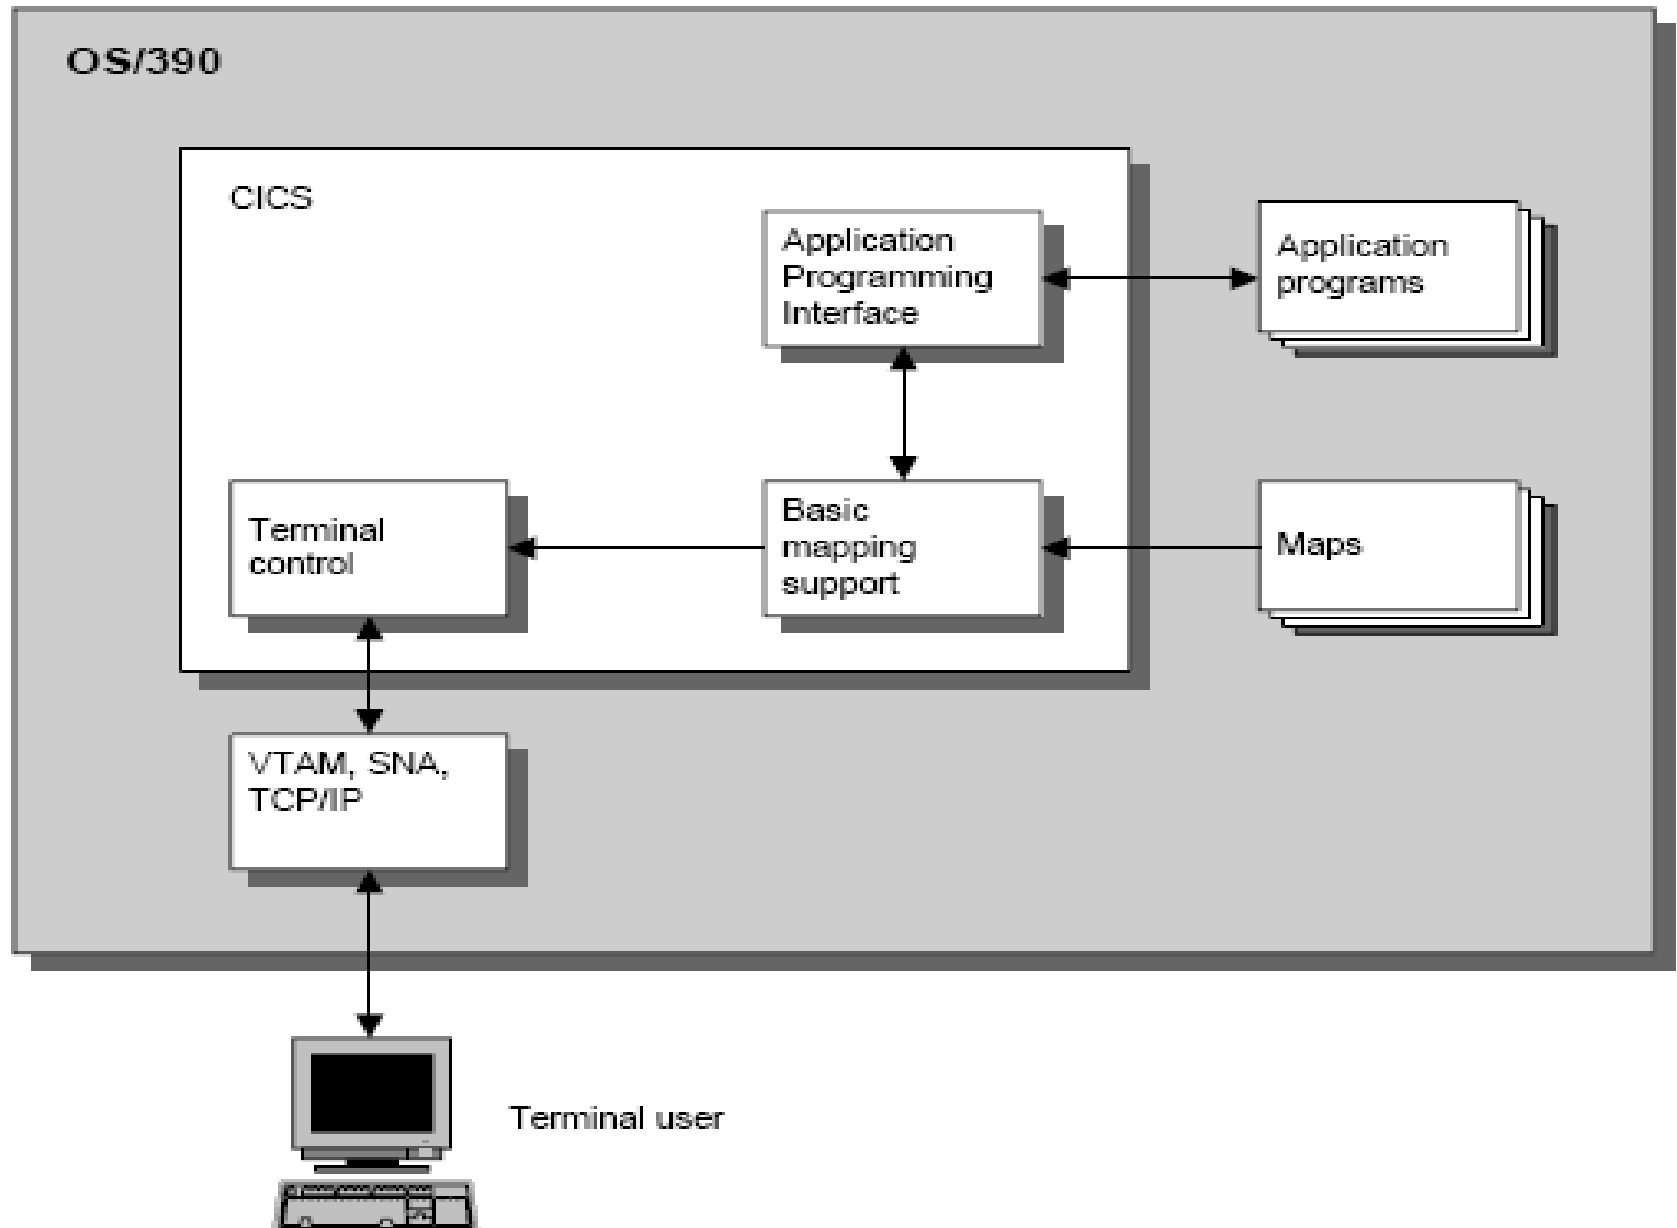 OS/390
CICS
Application
Programming
Interface
Application
programs
Terminal
control
Basic
mapping
support
Maps
VTAM, SNA,
TCP/IP
Terminal user